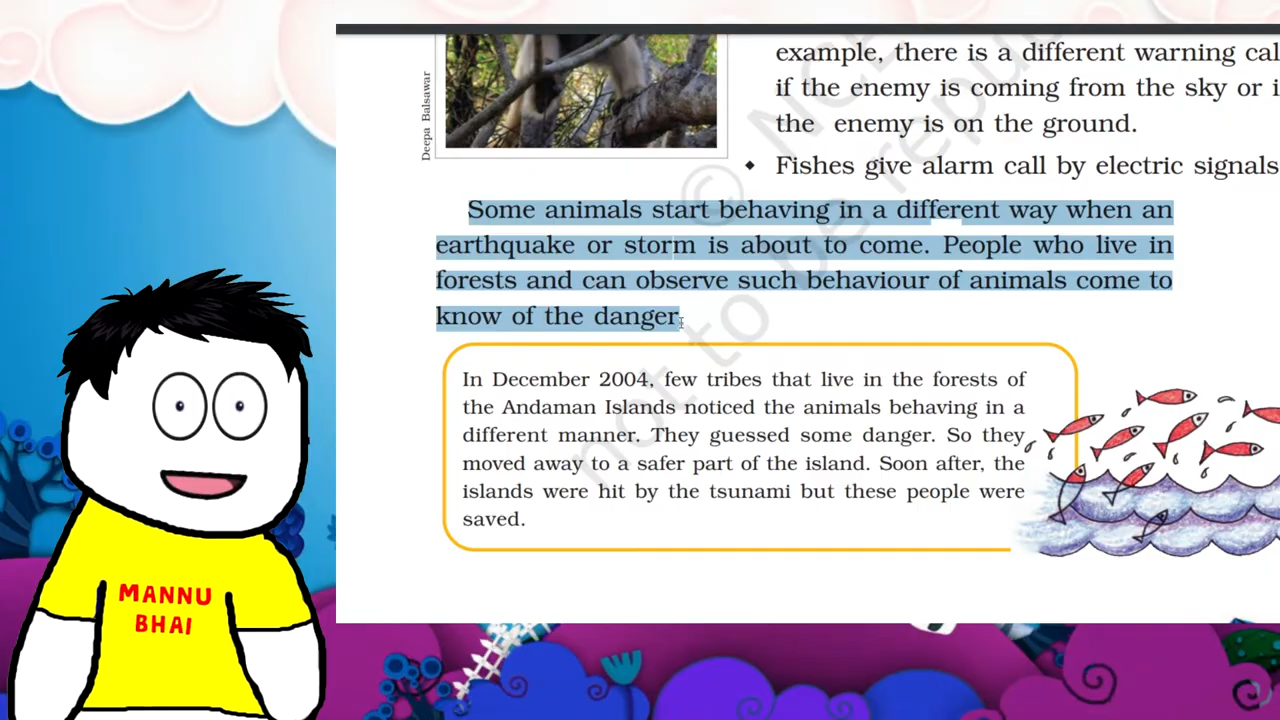 example, there is a different warning cal
if the enemy is coming from the sky or i
the enemy is on the ground.
Deepa Balsawar
◆ Fishes give alarm call by electric signals
Some animals start behaving in a different way when an
earthquake or storm is about to come. People who live in
forests and can observe such behaviour of animals come to
know of the danger.
In December 2004, few tribes that live in the forests of
the Andaman Islands noticed the animals behaving in a
different manner. They guessed some danger. So they
moved away to a safer part of the island. Soon after, the
islands were hit by the tsunami but these people were
saved.
MANNU
BHAI
© NCE
not to be repu